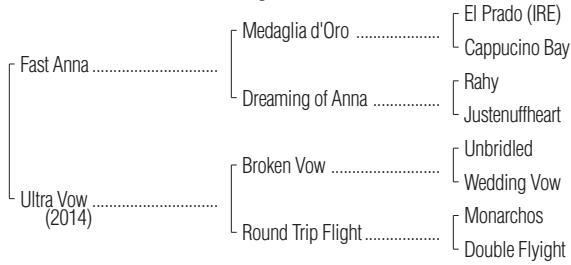 El Prado (IRE)
Medaglia d'Oro ..................
Cappucino Bay
Fast Anna ...........................
Rahy
Dreaming of Anna ..............
Justenuffheart
Unbridled
Broken Vow .......................
Wedding Vow
Ultra Vow ...........................
(2014)
Monarchos
Round Trip Flight ................
Double Flyight